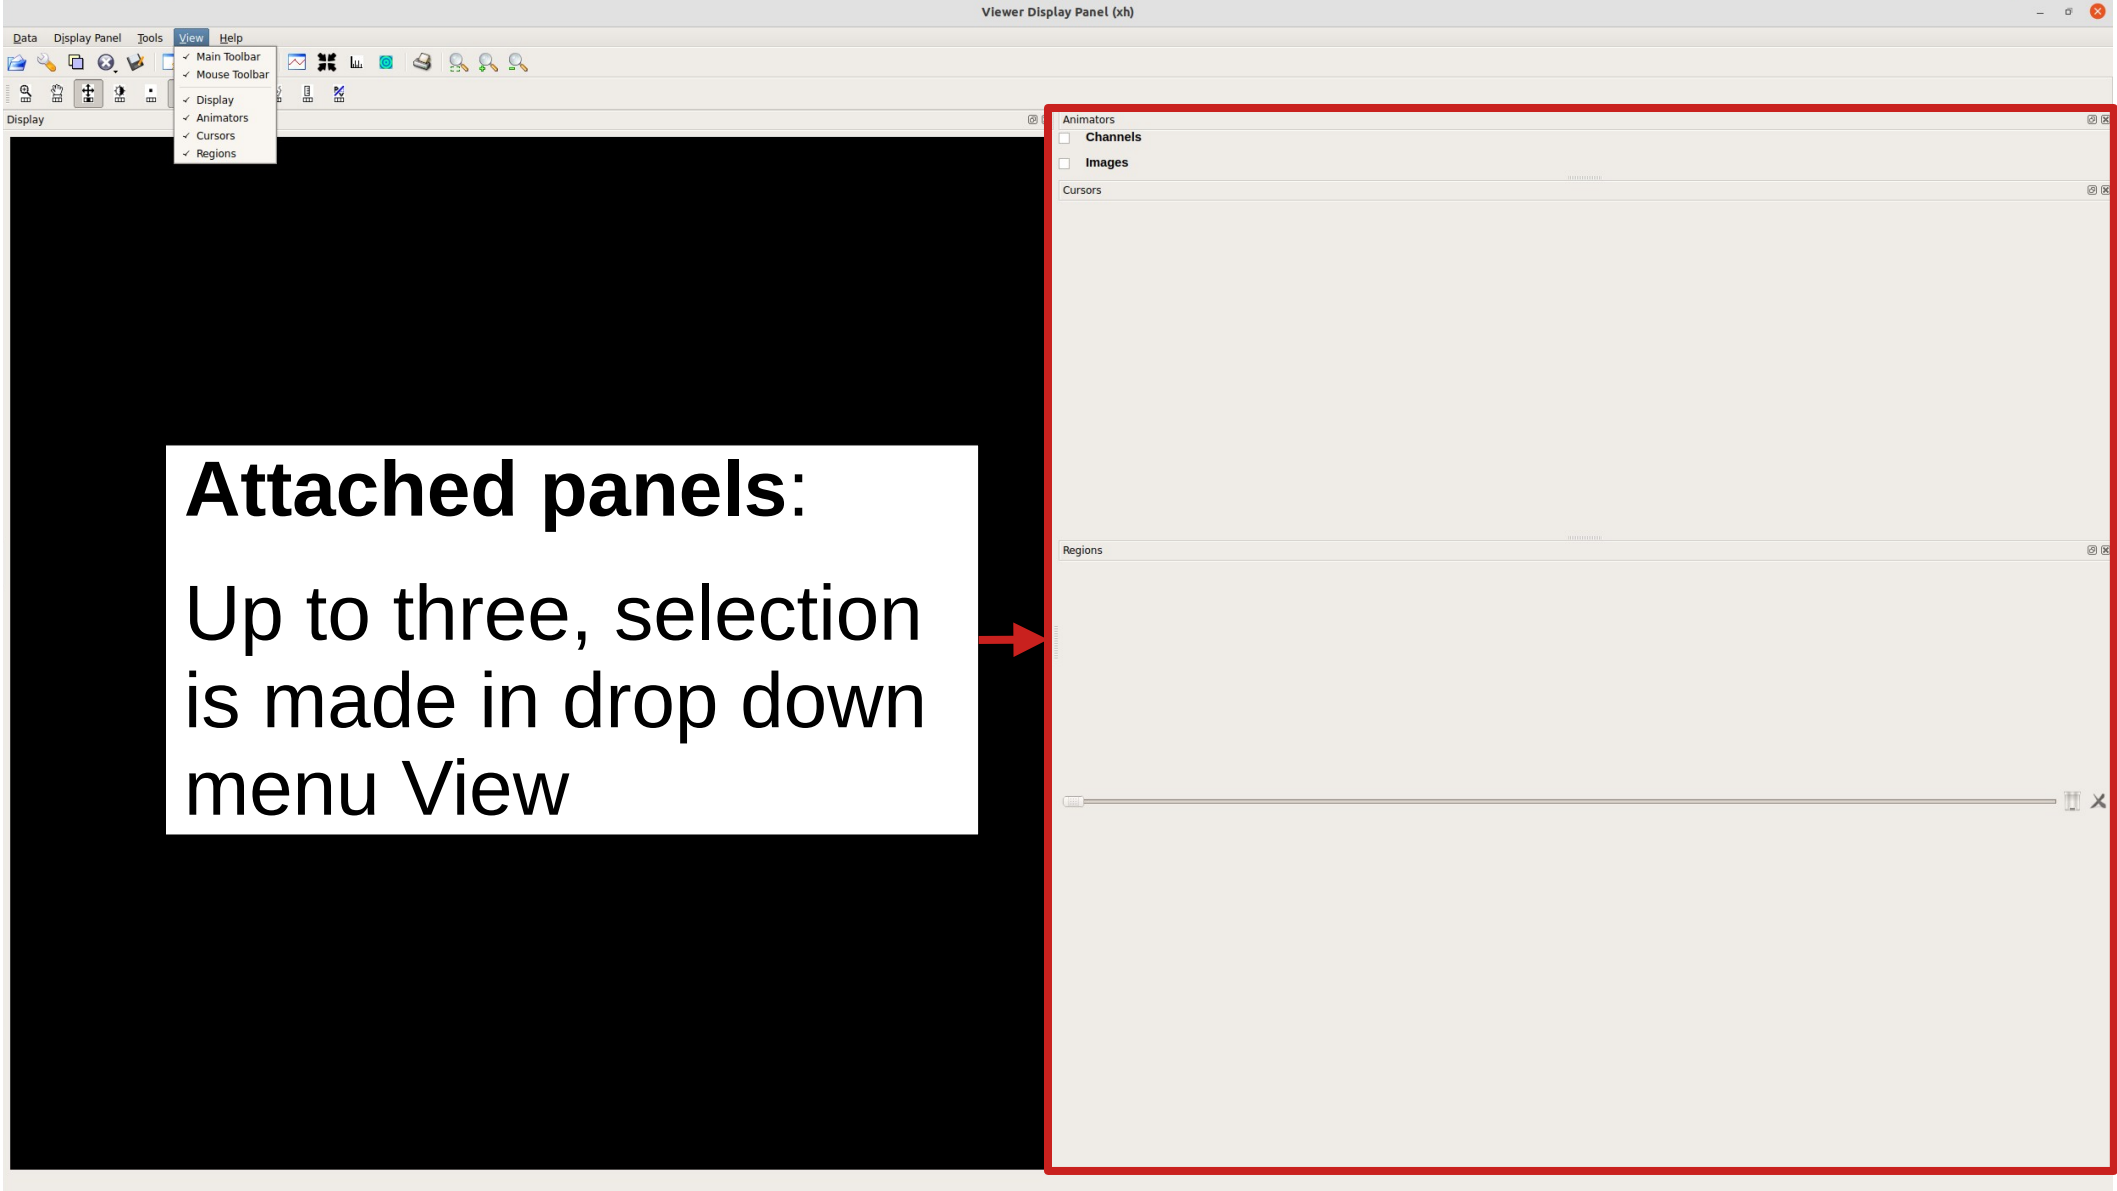 Viewer Display Panel (xh)
Data Display Panel Tools View Help
Main Toolbar
Mouse Toolbar
Display
Animators
Cursors
Regions
Display
Animators
Channels
Images
Cursors
Regions
Attached panels:
Up to three, selection
is made in drop down
menu View